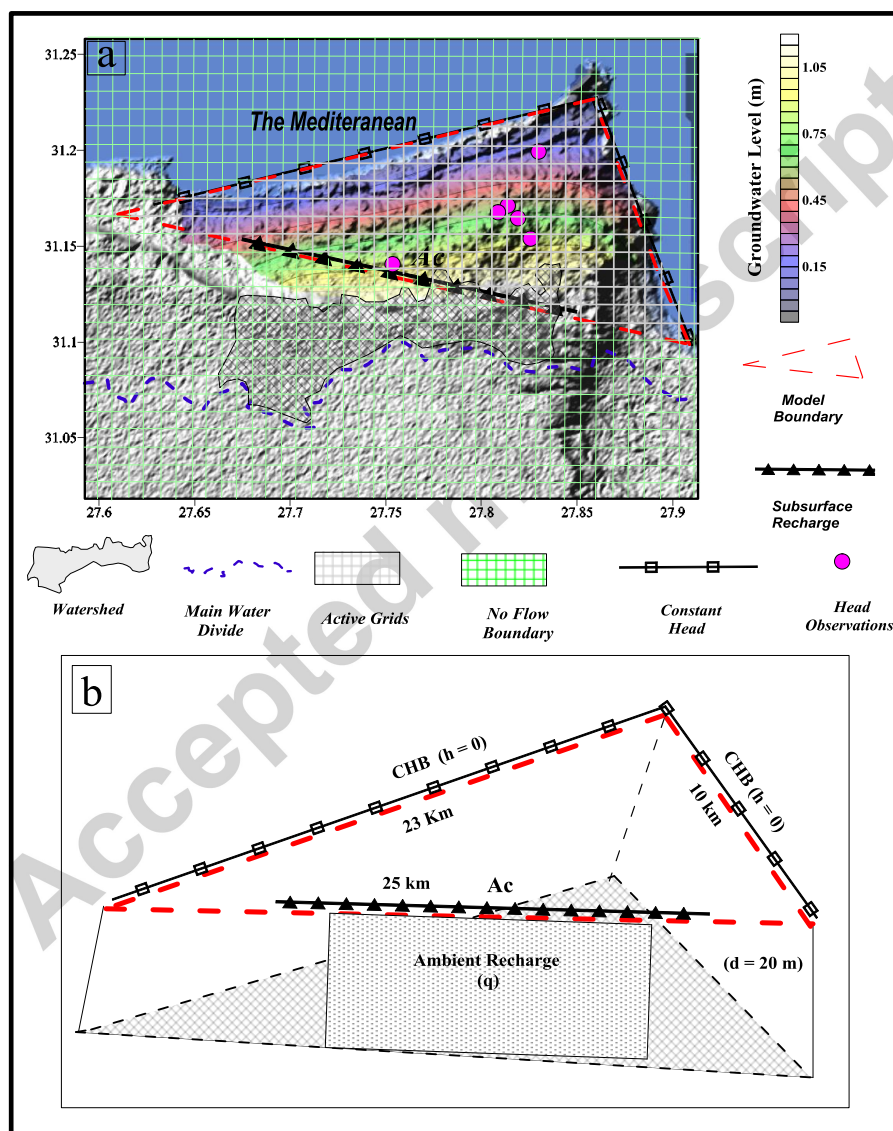 a
31.25
31.2
31.15
31.1
31.05
27.6
27.65
27.7
27.75
27.8
27.85
27.9
The Mediteranean
Ac
Groundwater Level (m)
1.05
0.75
0.45
0.15
Model
Boundary
Subsurface
Recharge
Watershed
Main Water
Divide
Active Grids
No Flow
Boundary
Constant
Head
Head
Observations
b
CHB (h = 0)
23 Km
CHB (h = 0)
10 km
25 km
Ac
Ambient Recharge
(q)
(d = 20 m)